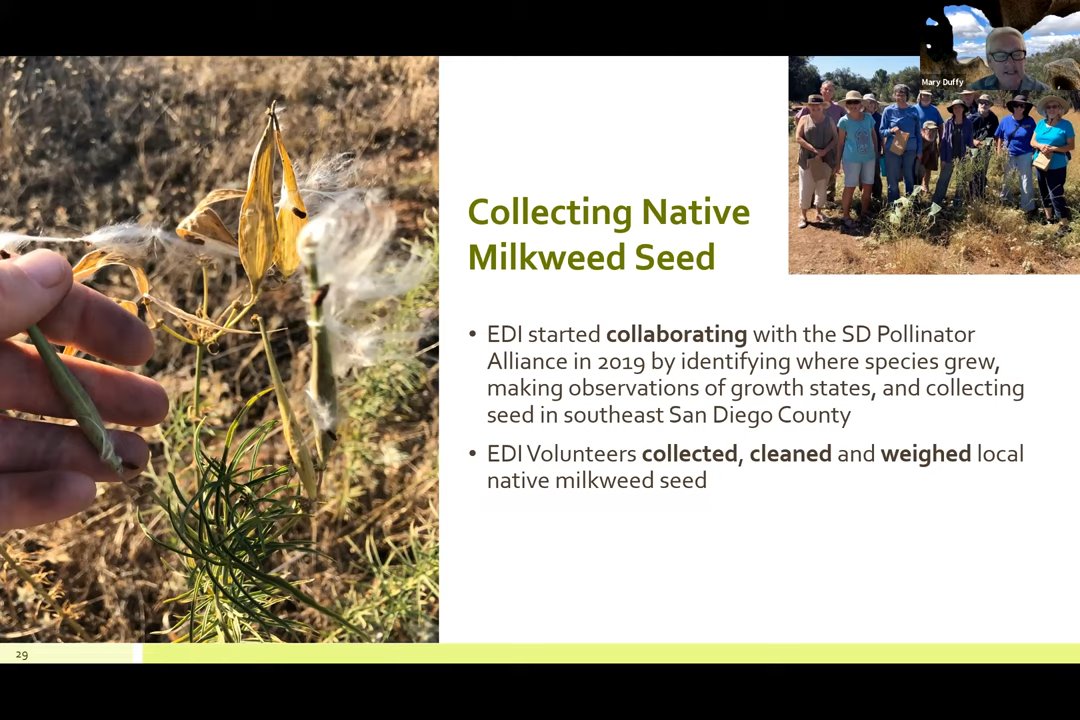 Mary Duffy
Collecting Native
Milkweed Seed
• EDI started collaborating with the SD Pollinator
Alliance in 2019 by identifying where species grew,
making observations of growth states, and collecting
seed in southeast San Diego County
• EDI Volunteers collected, cleaned and weighed local
native milkweed seed
29